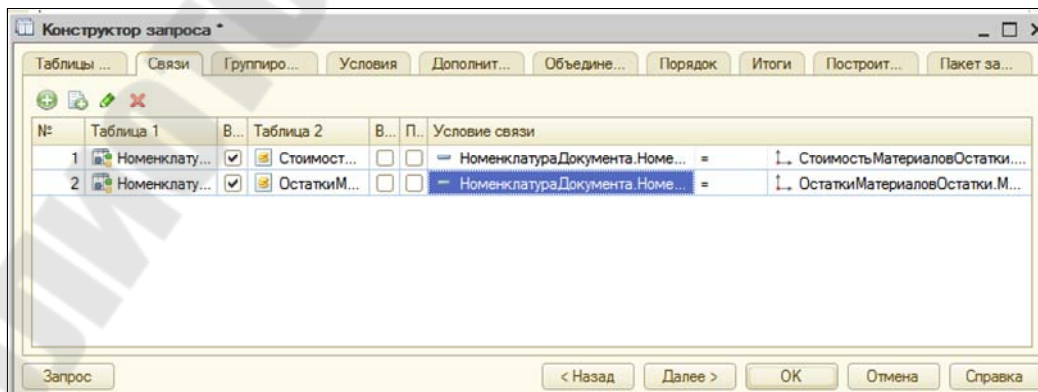 Конструктор запроса *
Таблицы ... Связи Группиро... Условия Дополнит... Объедине... Порядок Итоги Построит... Пакет за...
№ Таблица 1 В... Таблица 2 В... П... Условие связи
1 Номенклату... Стоимост... НоменклатураДокумента.Номе... = СтоимостьМатериаловОстатки....
2 Номенклату... ОстаткиМ... НоменклатураДокумента.Номе... = ОстаткиМатериаловОстатки.М...
Запрос < Назад Далее > OK Отмена Справка